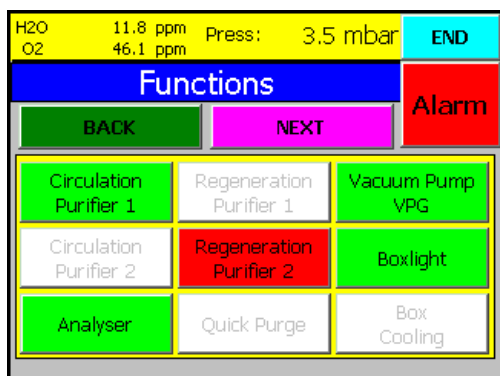 H2O 11.8 ppm Press: 3.5 mbar END
O2 46.1 ppm
Functions
Alarm
BACK NEXT
Circulation Regeneration Vacuum Pump
Purifier 1 Purifier 1 VPG
Circulation Regeneration Boxlight
Purifier 2 Purifier 2
Analyser Quick Purge Box
Cooling